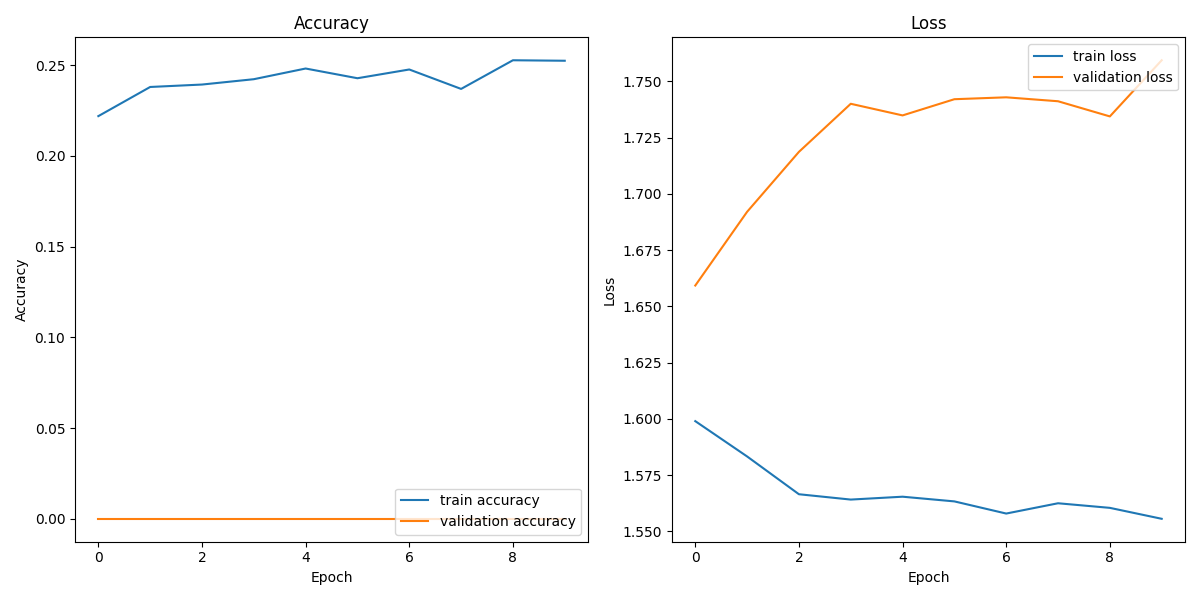 Accuracy
0.25
0.20
0.15
0.10
0.05
0.00
Accuracy
train accuracy
validation accuracy
0 2 4 6 8
Epoch
Loss
1.750
1.725
1.700
1.675
1.650
1.625
1.600
1.575
1.550
Loss
train loss
validation loss
0 2 4 6 8
Epoch